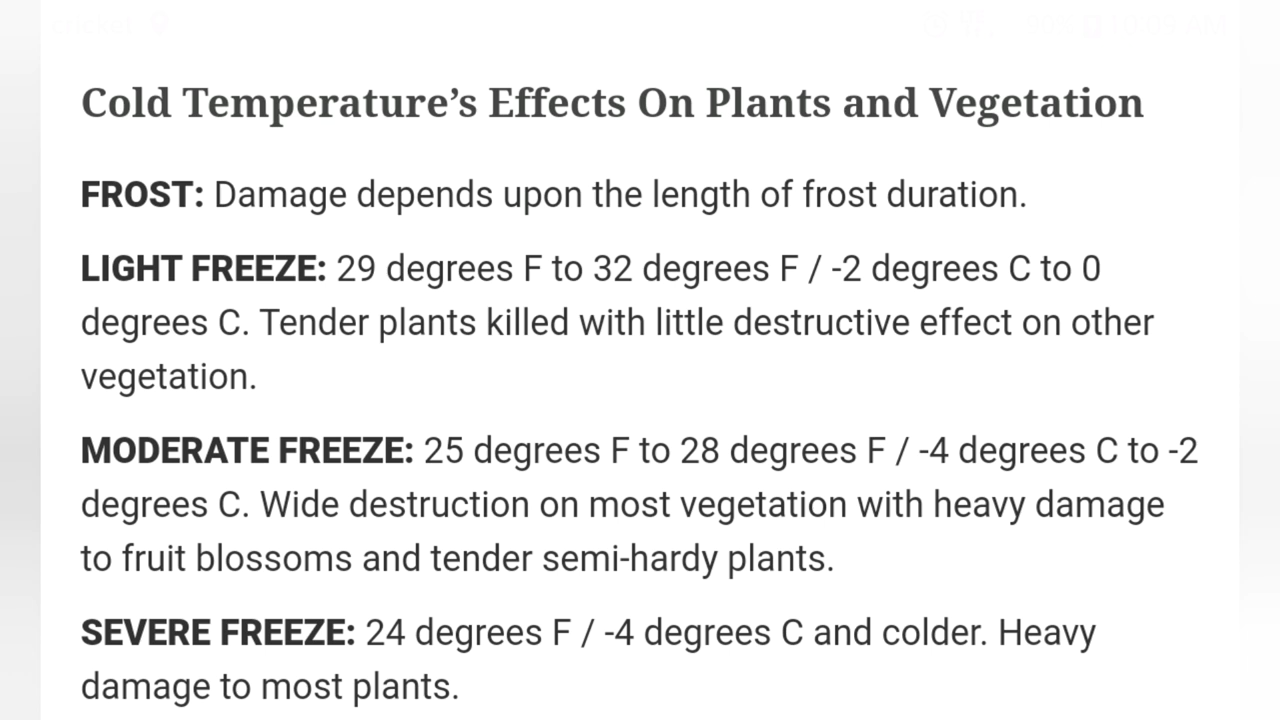 Cold Temperature’s Effects On Plants and Vegetation
FROST: Damage depends upon the length of frost duration.
LIGHT FREEZE: 29 degrees F to 32 degrees F / -2 degrees C to 0
degrees C. Tender plants killed with little destructive effect on other
vegetation.
MODERATE FREEZE: 25 degrees F to 28 degrees F / -4 degrees C to -2
degrees C. Wide destruction on most vegetation with heavy damage
to fruit blossoms and tender semi-hardy plants.
SEVERE FREEZE: 24 degrees F / -4 degrees C and colder. Heavy
damage to most plants.